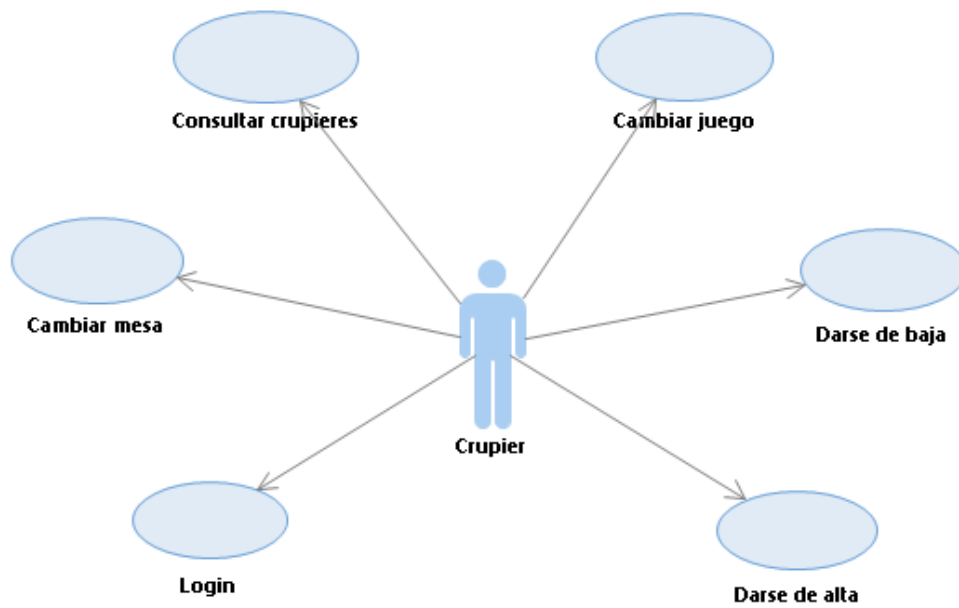 Consultar crupieres
Cambiar juego
Cambiar mesa
Darse de baja
Crupier
Login
Darse de alta